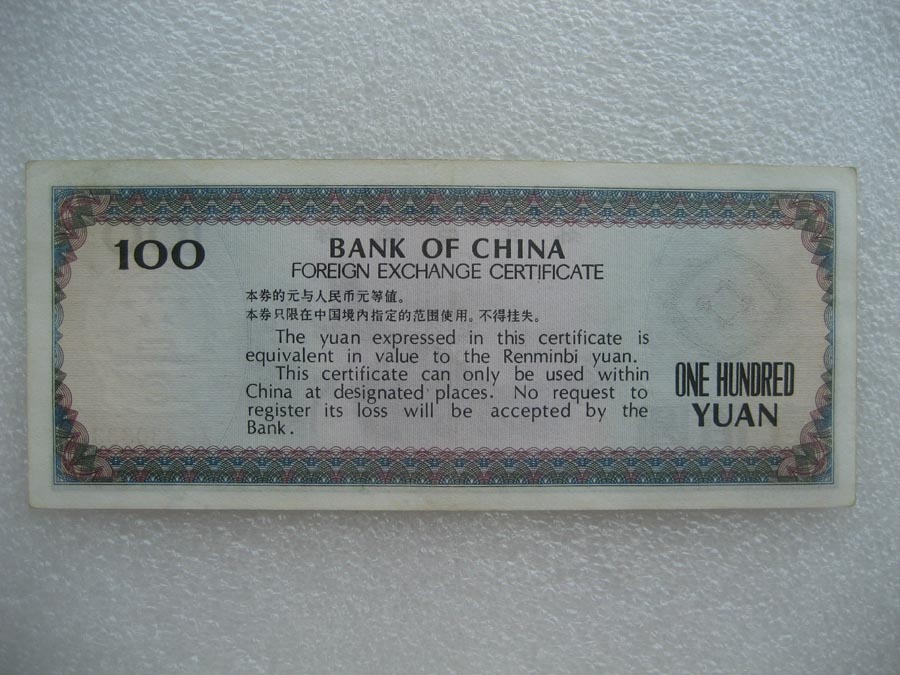 100
BANK OF CHINA
FOREIGN EXCHANGE CERTIFICATE
本券的元与人民币元等值。
本券只限在中国境内指定的范围使用。不得挂失。
The yuan expressed in this certificate is
equivalent in value to the Renminbi yuan.
This certificate can only be used within
China at designated places. No request to
register its loss will be accepted by the
Bank.
ONE HUNDRED
YUAN